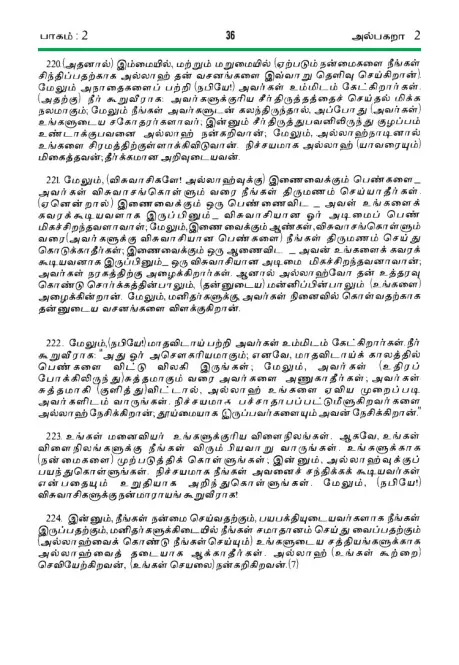 பாகம் : 2 36 அல்பகறா 2
220.(அதனால்) இம்மையில், மற்றும் மறுமையில் (ஏற்படும் நன்மைகளை நீங்கள்
சிந்திப்பதற்காக அல்லாஹ் தன் வசனங்களை இவ்வாறு தெளிவு செய்கிறான்).
மேலும் அநாதைகளைப் பற்றி (நபியே!) அவர்கள் உம்மிடம் கேட்கிறார்கள்.
(அதற்கு) நீர் கூறுவீராக: அவர்களுக்குரிய சீர்திருத்தத்தைச் செய்தல் மிக்க
நலமாகும்; மேலும் நீங்கள் அவர்களுடன் கலந்திருந்தால், அப்போது (அவர்கள்)
உங்களுடைய சகோதரர்களாவர்; இன்னும் சீர்திருத்துபவனிலிருந்து குழப்பம்
உண்டாக்குபவனை அல்லாஹ் நன்கறிவான்; மேலும், அல்லாஹ்நாடினால்
உங்களை சிரமத்திற்குள்ளாக்கிவிடுவான். நிச்சயமாக அல்லாஹ் (யாவரையும்)
மிகைத்தவன்; தீர்க்கமான அறிவுடையவன்.
221. மேலும், (விசுவாசிகளே! அல்லாஹ்வுக்கு) இணைவைக்கும் பெண்களை _
அவர்கள் விசுவாசங்கொள்ளும் வரை நீங்கள் திருமணம் செய்யாதீர்கள்.
(ஏனென்றால்) இணைவைக்கும் ஒரு பெண்ணைவிட _ அவள் உங்களைக்
கவரக்கூடியவளாக இருப்பினும்_ விசுவாசியான ஓர் அடிமைப் பெண்
மிகச்சிறந்தவளாவாள்; மேலும், இணைவைக்கும் ஆண்கள், விசுவாசங்கொள்ளும்
வரை (அவர்களுக்கு விசுவாசியான பெண்களை) நீங்கள் திருமணம் செய்து
கொடுக்காதீர்கள்; இணைவைக்கும் ஒரு ஆணைவிட _ அவன் உங்களைக் கவரக்
கூடியவனாக இருப்பினும்_ ஒரு விசுவாசியான அடிமை மிகச்சிறந்தவனாவான்;
அவர்கள் நரகத்திற்கு அழைக்கிறார்கள். ஆனால் அல்லாஹ்வோ தன் உத்தரவு
கொண்டு சொர்க்கத்தின்பாலும், (தன்னுடைய) மன்னிப்பின்பாலும் (உங்களை)
அழைக்கின்றான். மேலும், மனிதர்களுக்கு, அவர்கள் நினைவில் கொள்வதற்காக
தன்னுடைய வசனங்களை விளக்குகிறான்.
222. மேலும், (நபியே!) மாதவிடாய் பற்றி அவர்கள் உம்மிடம் கேட்கிறார்கள். நீர்
கூறுவீராக: "அது ஓர் அசௌகரியமாகும்; எனவே, மாதவிடாய்க் காலத்தில்
பெண்களை விட்டு விலகி இருங்கள்; மேலும், அவர்கள் (உதிரப்
போக்கிலிருந்து) சுத்தமாகும் வரை அவர்களை அணுகாதீர்கள்; அவர்கள்
சுத்தமாகி (குளித்து)விட்டால், அல்லாஹ் உங்களை ஏவிய முறைப்படி
அவர்களிடம் வாருங்கள். நிச்சயமாக பச்சாதாபப்பட்டுமீளுகிறவர்களை
அல்லாஹ் நேசிக்கிறான்; தூய்மையாக இருப்பவர்களையும் அவன் நேசிக்கிறான்."
223. உங்கள் மனைவியர் உங்களுக்குரிய விளைநிலங்கள். ஆகவே, உங்கள்
விளைநிலங்களுக்கு நீங்கள் விரும்பியவாறு வாருங்கள். உங்களுக்காக
(நன்மைகளை) முற்படுத்திக் கொள்ளுங்கள்; இன்னும், அல்லாஹ்வுக்குப்
பயந்துகொள்ளுங்கள். நிச்சயமாக நீங்கள் அவனைச் சந்திக்கக் கூடியவர்கள்
என்பதையும் உறுதியாக அறிந்துகொள்ளுங்கள். மேலும், (நபியே!)
விசுவாசிகளுக்கு நன்மாராயங் கூறுவீராக!
224. இன்னும், நீங்கள் நன்மை செய்வதற்கும், பயபக்தியுடையவர்களாக நீங்கள்
இருப்பதற்கும், மனிதர்களுக்கிடையில் நீங்கள் சமாதானம் செய்து வைப்பதற்கும்
(அல்லாஹ்வைக் கொண்டு நீங்கள் செய்யும்) உங்களுடைய சத்தியங்களுக்காக
அல்லாஹ்வைத் தடையாக ஆக்காதீர்கள். அல்லாஹ் (உங்கள் கூற்றை)
செவியேற்கிறவன், (உங்கள் செயலை) நன்கறிகிறவன்.(7)